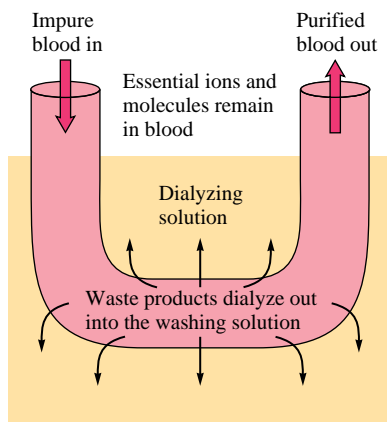 Impure
blood in
Purified
blood out
Essential ions and
molecules remain
in blood
Dialyzing
solution
Waste products dialyze out
into the washing solution